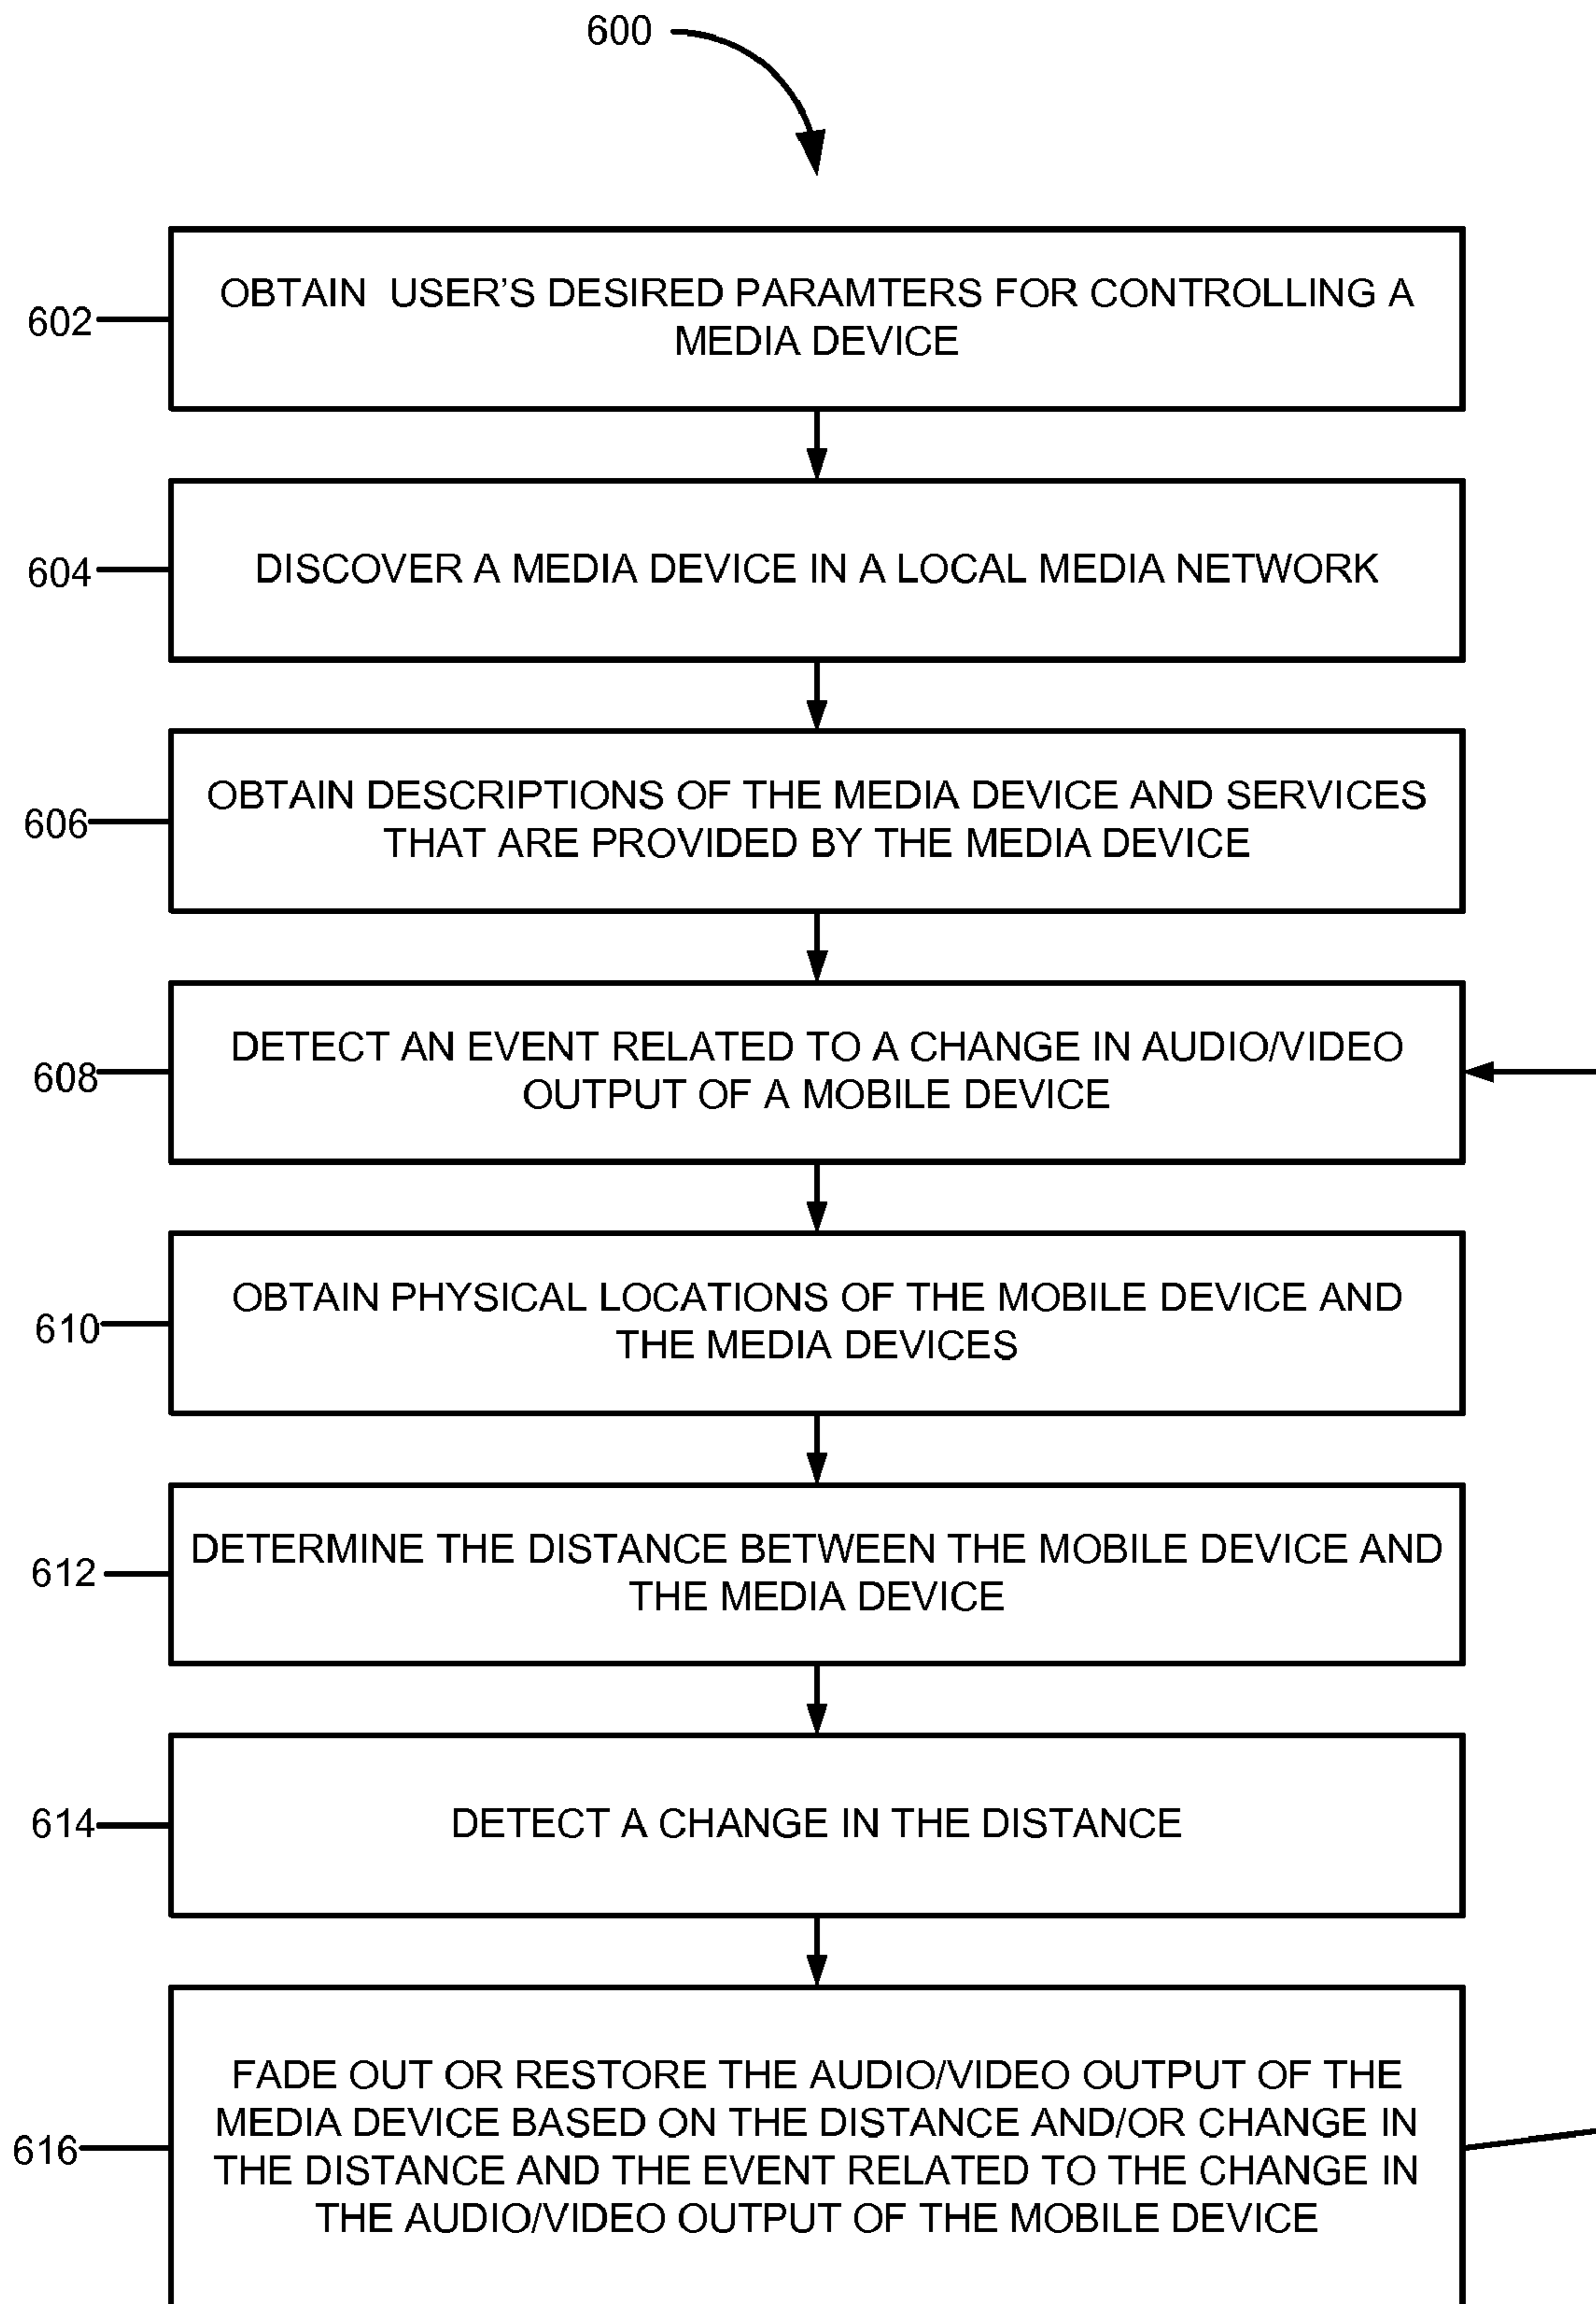 600
602
OBTAIN USER'S DESIRED PARAMTERS FOR CONTROLLING A
MEDIA DEVICE
604
DISCOVER A MEDIA DEVICE IN A LOCAL MEDIA NETWORK
606
OBTAIN DESCRIPTIONS OF THE MEDIA DEVICE AND SERVICES
THAT ARE PROVIDED BY THE MEDIA DEVICE
608
DETECT AN EVENT RELATED TO A CHANGE IN AUDIO/VIDEO
OUTPUT OF A MOBILE DEVICE
610
OBTAIN PHYSICAL LOCATIONS OF THE MOBILE DEVICE AND
THE MEDIA DEVICES
612
DETERMINE THE DISTANCE BETWEEN THE MOBILE DEVICE AND
THE MEDIA DEVICE
614
DETECT A CHANGE IN THE DISTANCE
616
FADE OUT OR RESTORE THE AUDIO/VIDEO OUTPUT OF THE
MEDIA DEVICE BASED ON THE DISTANCE AND/OR CHANGE IN
THE DISTANCE AND THE EVENT RELATED TO THE CHANGE IN
THE AUDIO/VIDEO OUTPUT OF THE MOBILE DEVICE